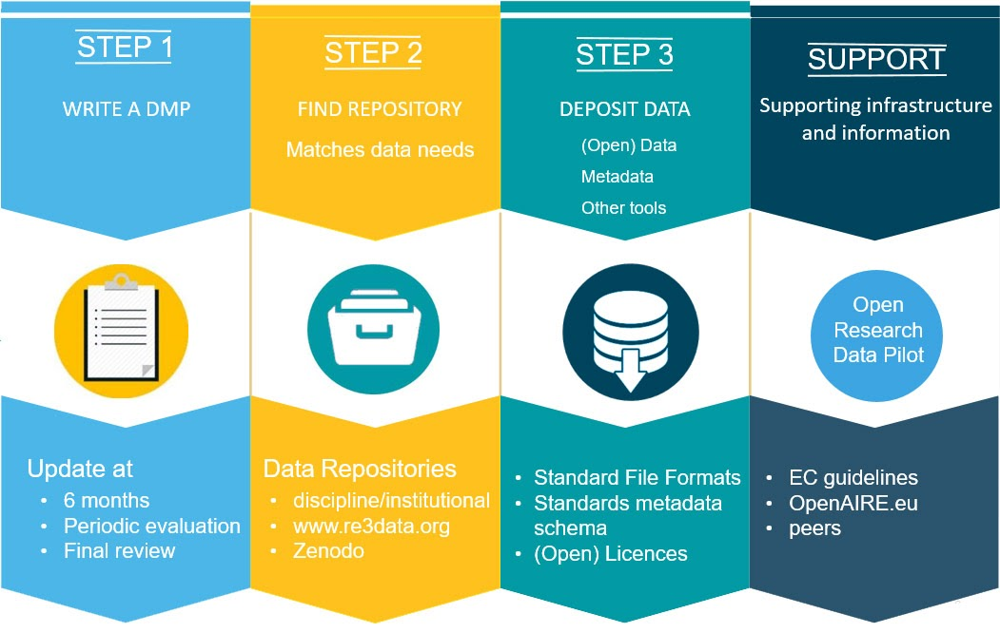 STEP 1
WRITE A DMP
Update at
• 6 months
• Periodic evaluation
• Final review
STEP 2
FIND REPOSITORY
Matches data needs
Data Repositories
• discipline/institutional
• www.re3data.org
• Zenodo
STEP 3
DEPOSIT DATA
(Open) Data
Metadata
Other tools
• Standard File Formats
• Standards metadata
schema
• (Open) Licences
SUPPORT
Supporting infrastructure
and information
Open
Research
Data Pilot
• EC guidelines
• OpenAIRE.eu
• peers